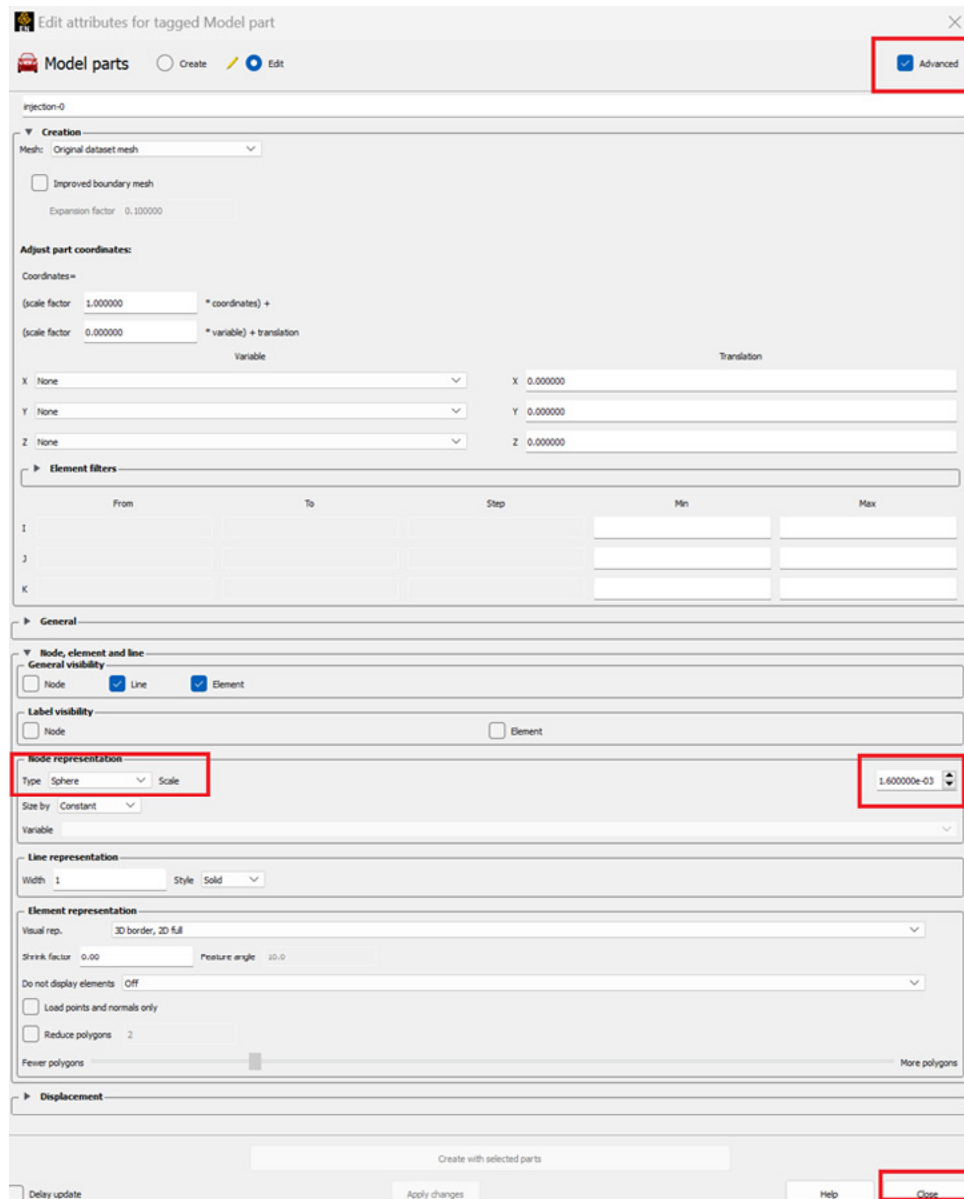 Edit attributes for tagged Model part
Model parts Create Edit Advanced
injection-0
Creation
Mesh: Original dataset mesh
Improved boundary mesh
Expansion factor 0.100000
Adjust part coordinates:
Coordinates=
(scale factor 1.000000 * coordinates) +
(scale factor 0.000000 * variable) + translation
Variable Translation
X None X 0.000000
Y None Y 0.000000
Z None Z 0.000000
Element filters
From To Step Min Max
I
J
K
General
Node, element and line
General visibility
Node Line Element
Label visibility
Node Element
Node representation
Type Sphere Scale 1.600000e-03
Size by Constant
Variable
Line representation
Width 1 Style Solid
Element representation
Visual rep. 3D border, 2D full
Shrink factor 0.00 Feature angle 10.0
Do not display elements Off
Load points and normals only
Reduce polygons 2
Fewer polygons More polygons
Displacement
Create with selected parts
Delay update Apply changes Help Close